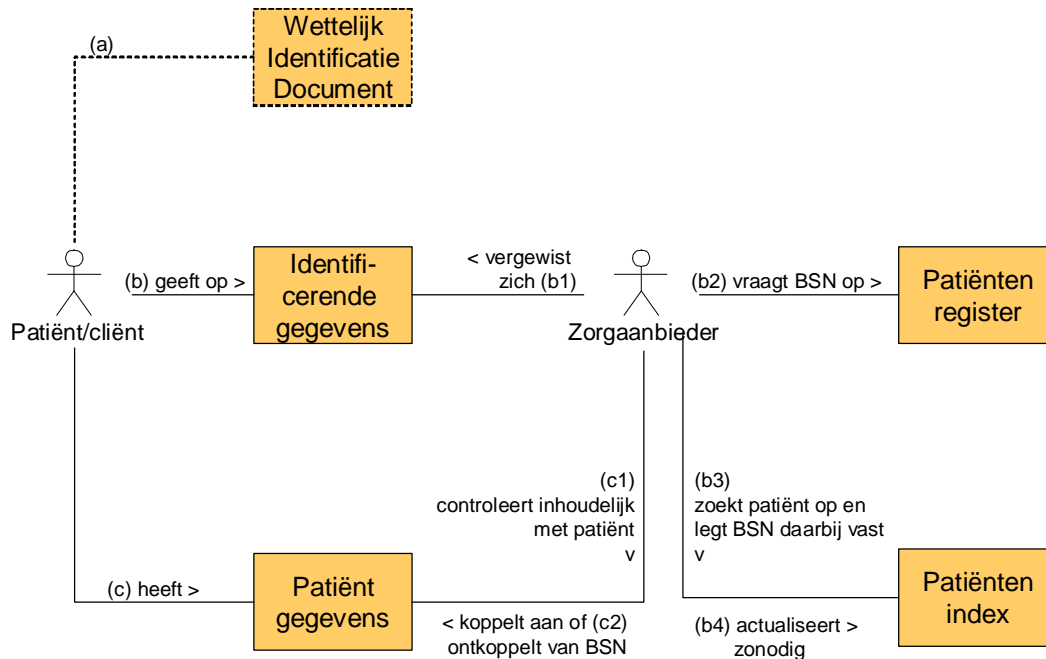 (a)
Wettelijk
Identificatie
Document
(b) geeft op >
Identifi-
cerende
gegevens
< vergewist
zich (b1)
(b2) vraagt BSN op >
Patiënten
register
Patiënt/cliënt
Zorgaanbieder
(c1)
controleert inhoudelijk
met patiënt
v
(b3)
zoekt patiënt op en
legt BSN daarbij vast
v
(c) heeft >
Patiënt
gegevens
< koppelt aan of (c2)
ontkoppelt van BSN
(b4) actualiseert >
zonodig
Patiënten
index